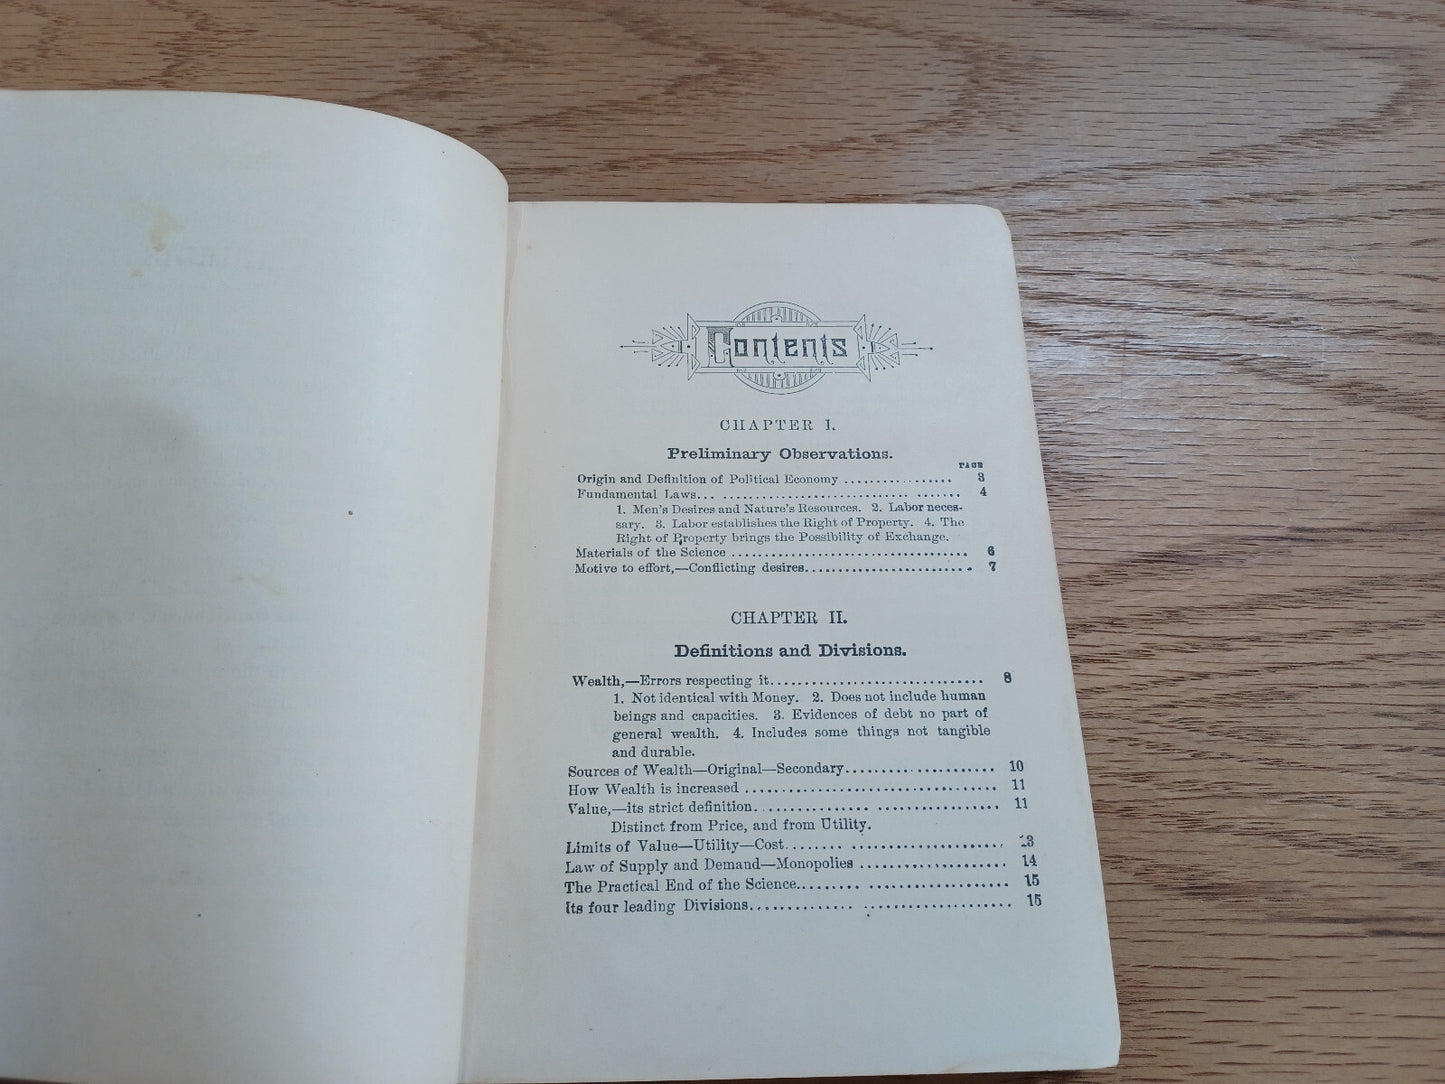 Contents
CHAPTER I.
Preliminary Observations.
PAGE
Origin and Definition of Political Economy ................ 3
Fundamental Laws... .................................. 4
1. Men's Desires and Nature's Resources. 2. Labor neces-
sary. 3. Labor establishes the Right of Property. 4. The
Right of Property brings the Possibility of Exchange.
Materials of the Science .................................... 6
Motive to effort,—Conflicting desires......................... 7
CHAPTER II.
Definitions and Divisions.
Wealth,—Errors respecting it............................... 8
1. Not identical with Money. 2. Does not include human
beings and capacities. 3. Evidences of debt no part of
general wealth. 4. Includes some things not tangible
and durable.
Sources of Wealth—Original—Secondary...................... 10
How Wealth is increased .................................. 11
Value,—its strict definition. ................................ 11
Distinct from Price, and from Utility.
Limits of Value—Utility—Cost............................. 13
Law of Supply and Demand—Monopolies ................... 14
The Practical End of the Science............................ 15
Its four leading Divisions.................................. 15